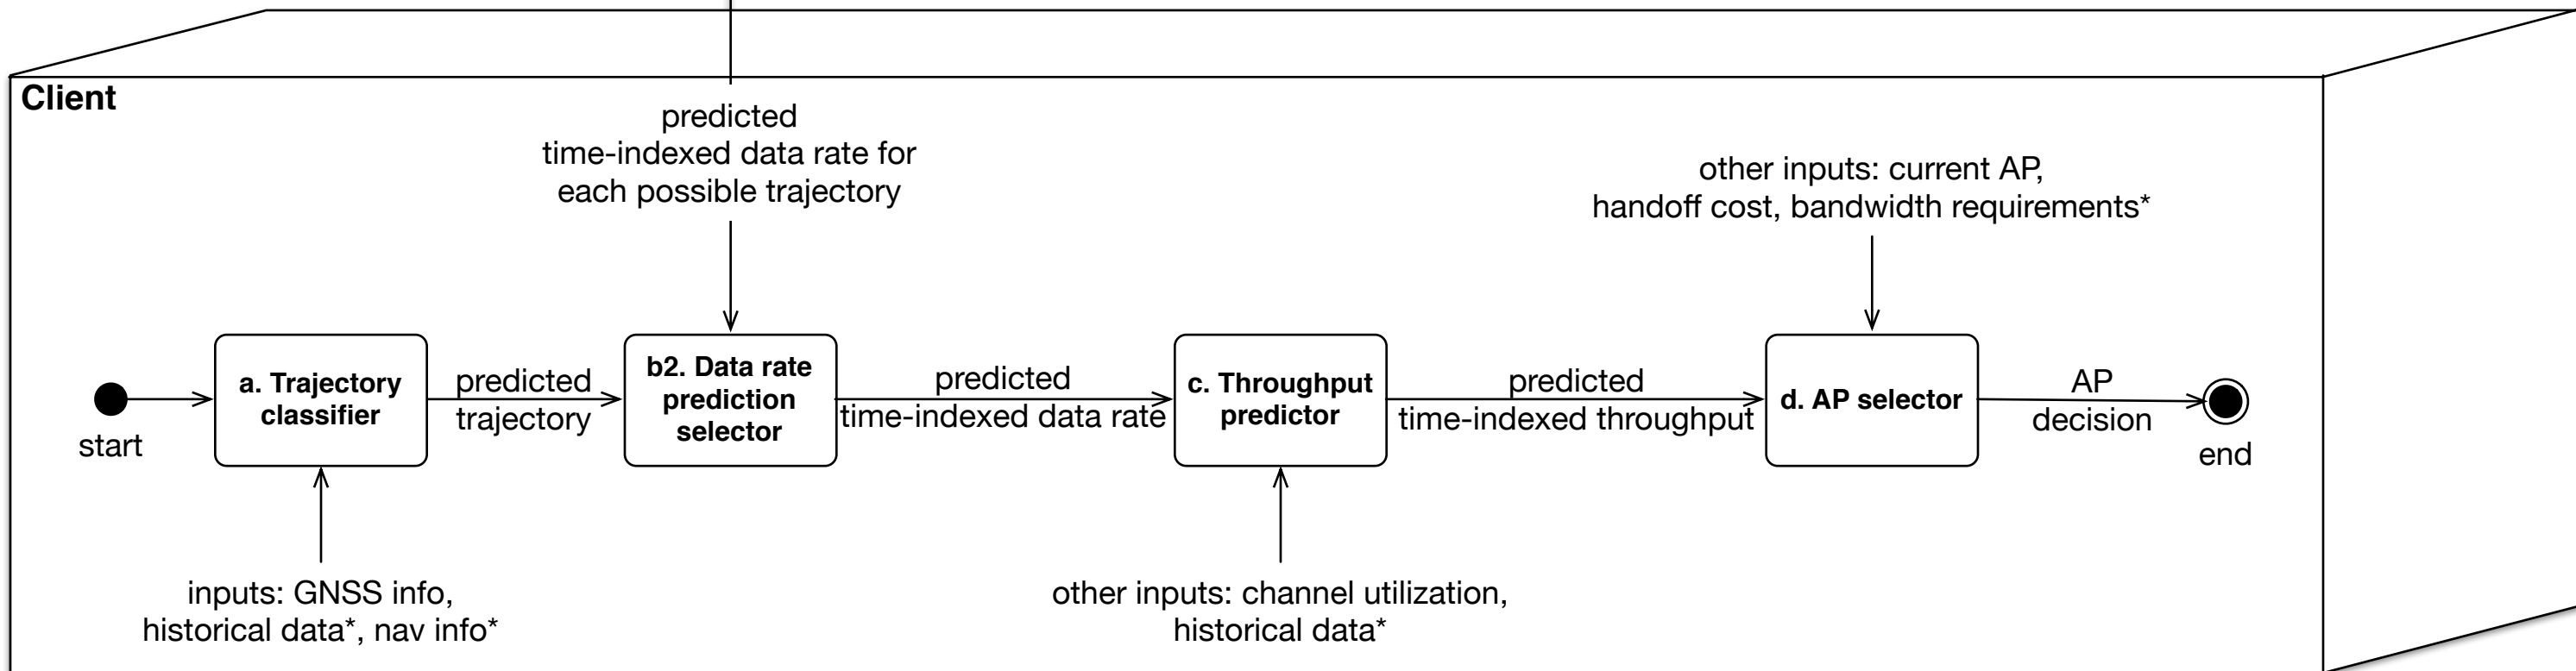 Client
predicted
time-indexed data rate for
each possible trajectory
other inputs: current AP,
handoff cost, bandwidth requirements*
start
a. Trajectory
classifier
predicted
trajectory
b2. Data rate
prediction
selector
predicted
time-indexed data rate
c. Throughput
predictor
predicted
time-indexed throughput
d. AP selector
AP
decision
end
inputs: GNSS info,
historical data*, nav info*
other inputs: channel utilization,
historical data*